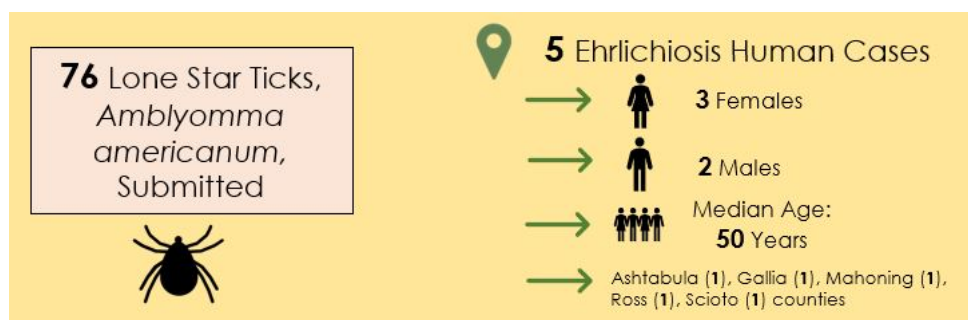 76 Lone Star Ticks,
Amblyomma
americanum,
Submitted
5 Ehrlichiosis Human Cases
3 Females
2 Males
Median Age:
50 Years
Ashtabula (1), Gallia (1), Mahoning (1),
Ross (1), Scioto (1) counties